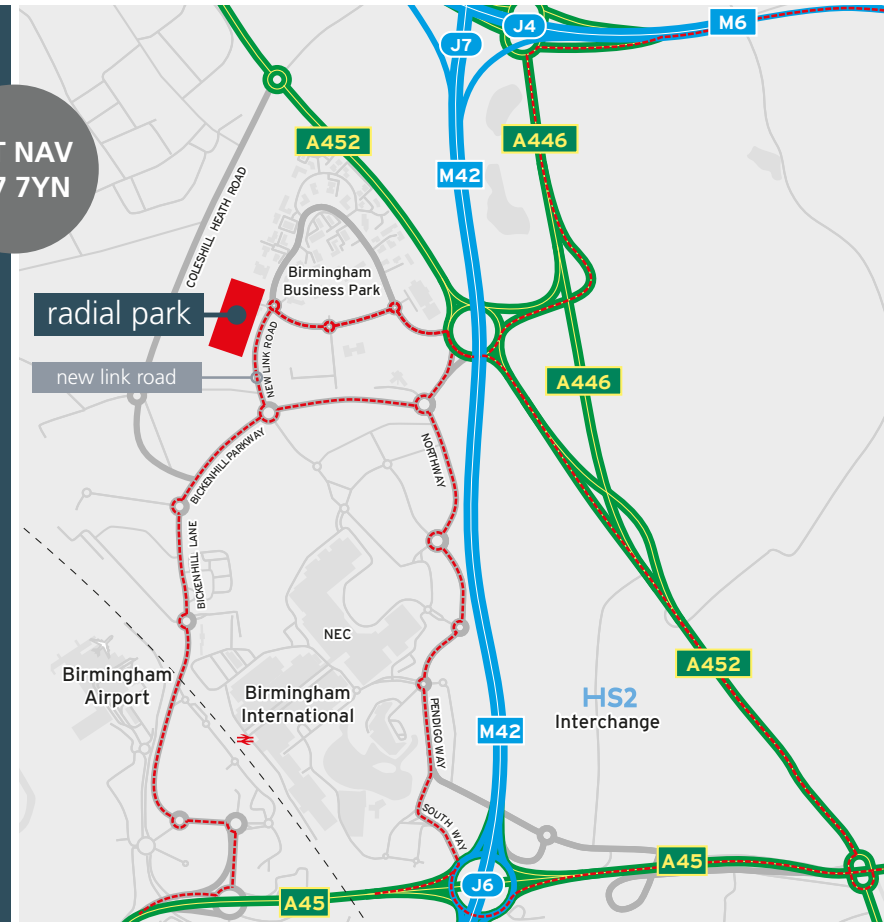 J4
M6
J7
T NAV
7 7YN
A452
A446
M42
COLESHILL HEATH ROAD
Birmingham
Business Park
radial park
NEW LINK ROAD
new link road
A446
BICKENHILL PARKWAY
NORTHWAY
BICKENHILL LANE
NEC
Birmingham
Airport
Birmingham
International
A452
HS2
Interchange
PENDIGO WAY
M42
SOUTH WAY
A45
J6
A45